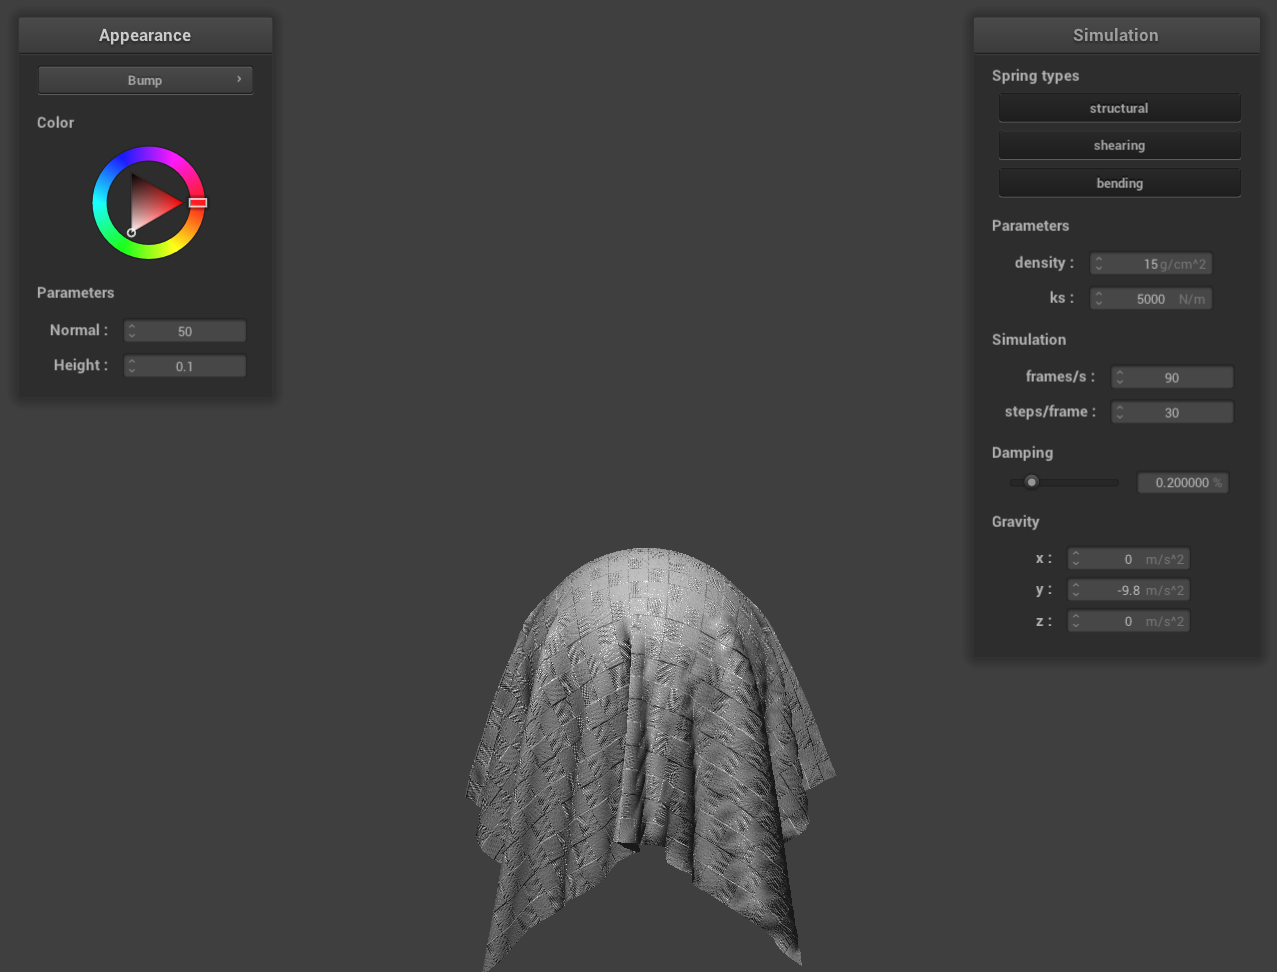 Appearance
Bump ›
Color
Parameters
Normal : 50
Height : 0.1
Simulation
Spring types
structural
shearing
bending
Parameters
density : 15 g/cm^2
ks : 5000 N/m
Simulation
frames/s : 90
steps/frame : 30
Damping
0.200000 %
Gravity
x : 0 m/s^2
y : -9.8 m/s^2
z : 0 m/s^2